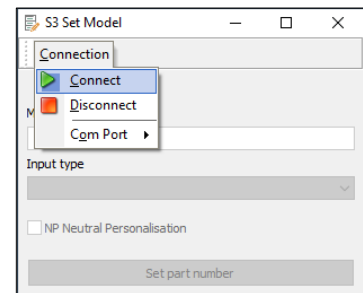 S3 Set Model
Connection
Connect
Disconnect
M
Com Port
Input type
NP Neutral Personalisation
Set part number